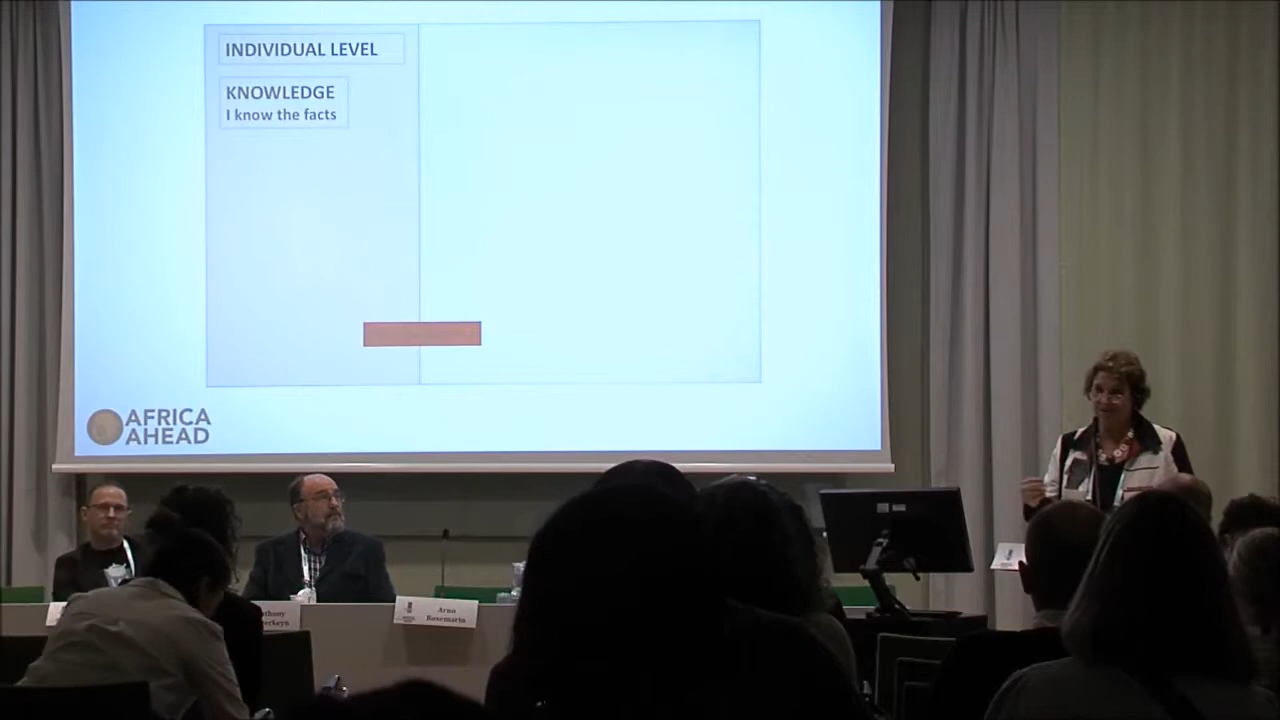 INDIVIDUAL LEVEL
KNOWLEDGE
I know the facts
AFRICA
AHEAD
Arno
Rosemarin